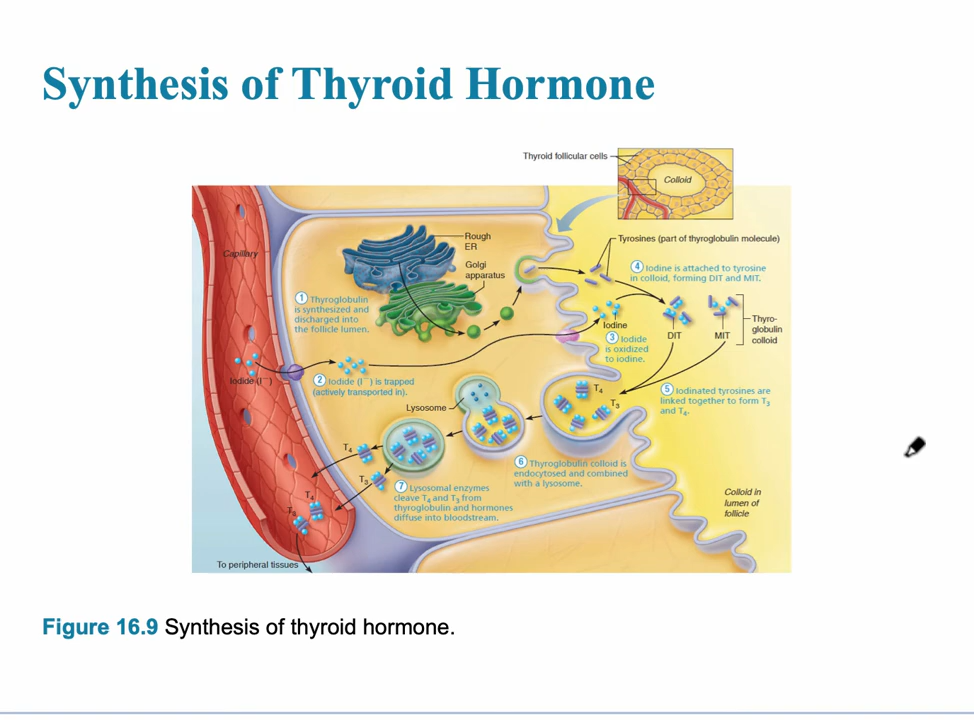 Synthesis of Thyroid Hormone
Thyroid follicular cells
Colloid
Capillary
Rough
ER
Golgi
apparatus
Tyrosines (part of thyroglobulin molecule)
4 Iodine is attached to tyrosine
in colloid, forming DIT and MIT.
1 Thyroglobulin
is synthesized and
discharged into
the follicle lumen.
Iodine
DIT
MIT
Thyro-
globulin
colloid
3 Iodide
is oxidized
to iodine.
Iodide (I⁻)
2 Iodide (I⁻) is trapped
(actively transported in).
Lysosome
T4
T3
5 Iodinated tyrosines are
linked together to form T3
and T4.
6 Thyroglobulin colloid is
endocytosed and combined
with a lysosome.
T4
T3
7 Lysosomal enzymes
cleave T4 and T3 from
thyroglobulin and hormones
diffuse into bloodstream.
T4
T3
Colloid in
lumen of
follicle
To peripheral tissues
Figure 16.9 Synthesis of thyroid hormone.